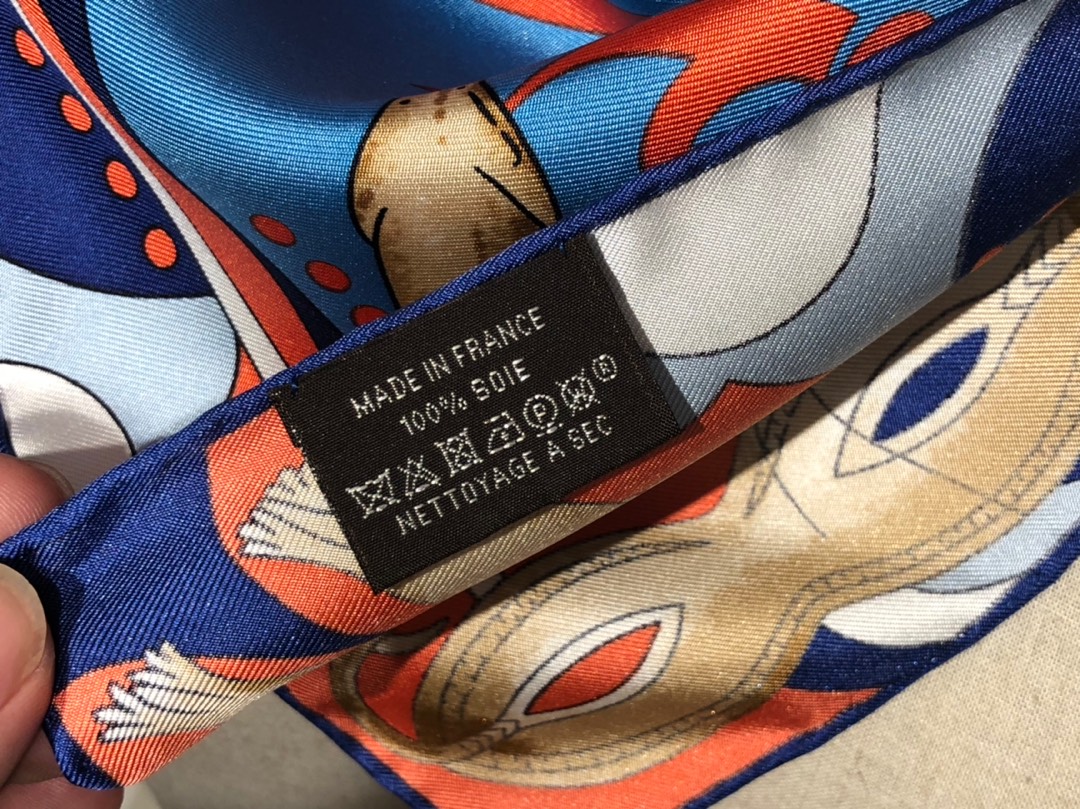 MADE IN FRANCE
100% SOIE
P R
NETTOYAGE À SEC